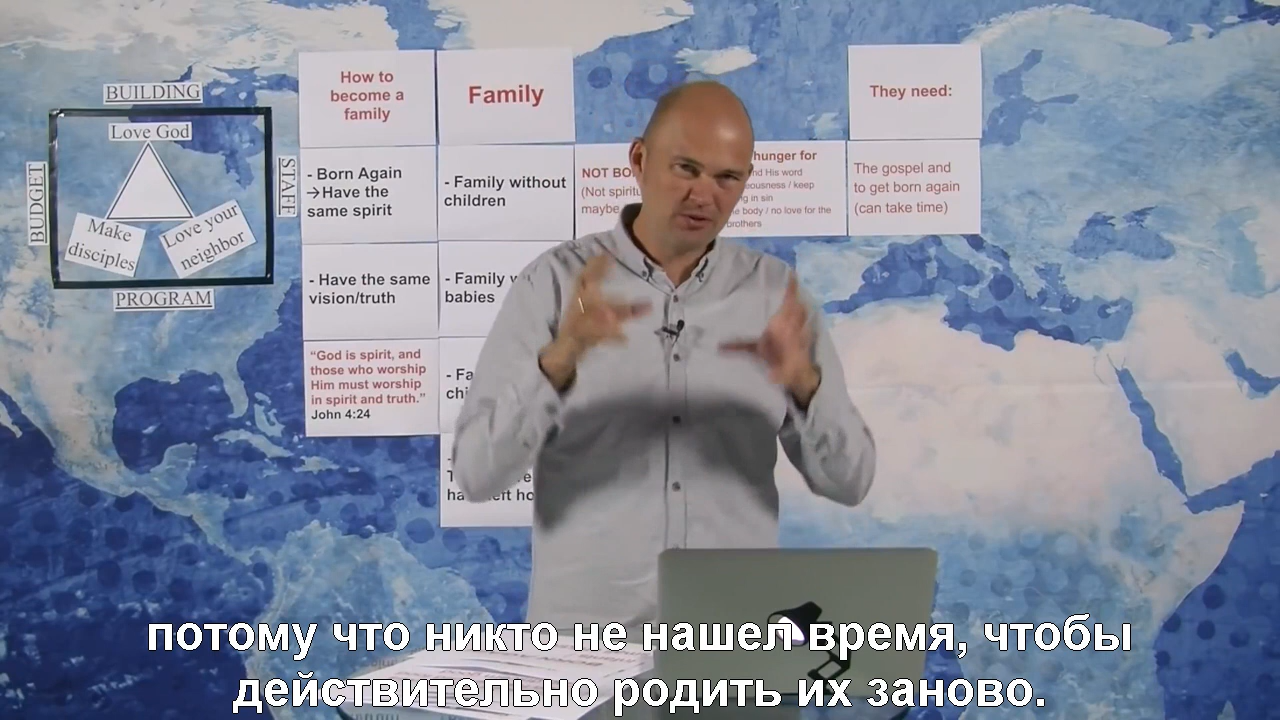 BUILDING
Love God
BUDGET
STAFF
Make
disciples
Love your
neighbor
PROGRAM
How to
become a
family
Family
They need:
- Born Again
→Have the
same spirit
- Family without
children
NOT
(Not
maybe
hunger for
and His word
/ keep
in sin
body / no love for the
brothers
The gospel and
to get born again
(can take time)
- Have the same
vision/truth
- Family
babies
"God is spirit, and
those who worship
Him must worship
in spirit and truth."
John 4:24
потому что никто не нашел время, чтобы
действительно родить их заново.